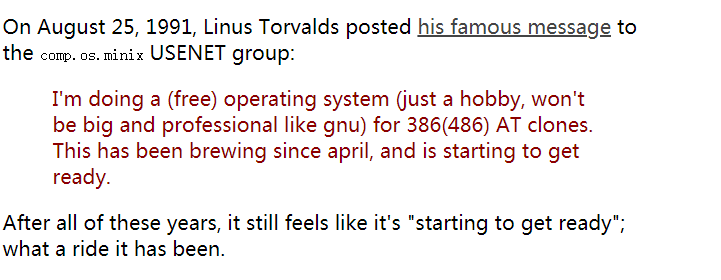 On August 25, 1991, Linus Torvalds posted his famous message to
the comp.os.minix USENET group:
I'm doing a (free) operating system (just a hobby, won't
be big and professional like gnu) for 386(486) AT clones.
This has been brewing since april, and is starting to get
ready.
After all of these years, it still feels like it's "starting to get ready";
what a ride it has been.